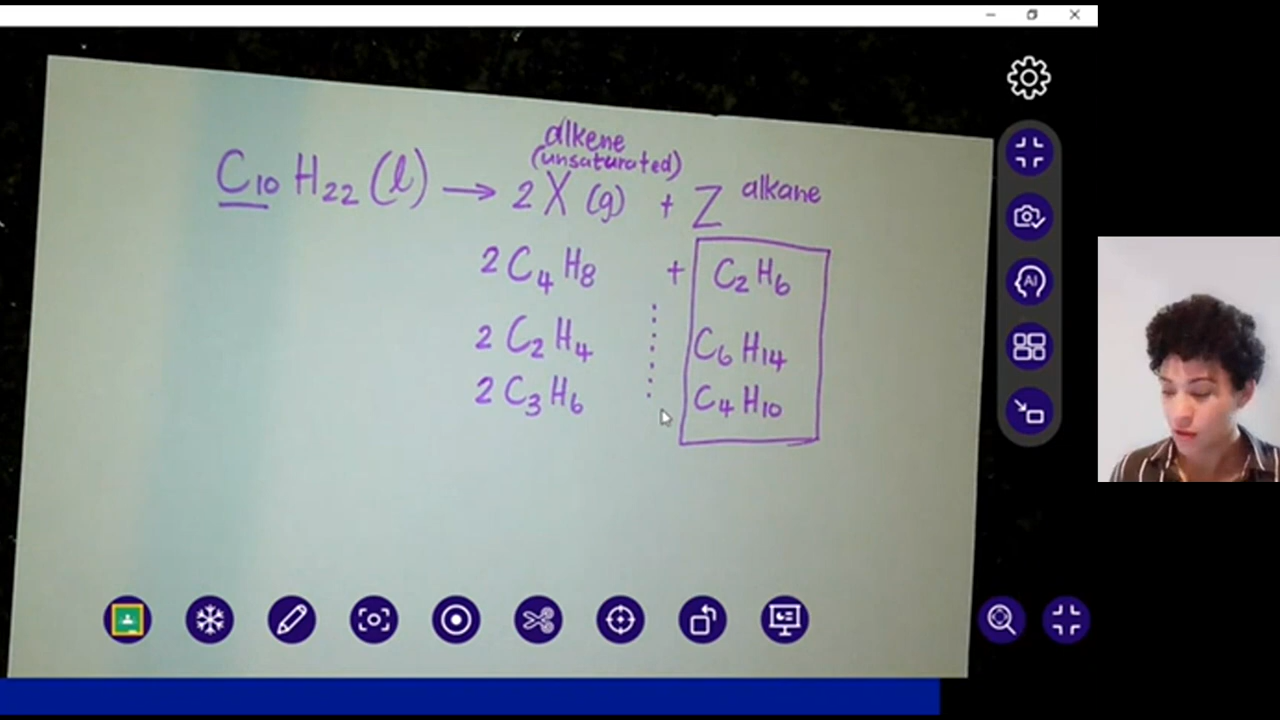 alkene
(unsaturated)
C₁₀ H₂₂ (l) → 2 X (g) + Z alkane
2 C₄ H₈ + C₂ H₆
2 C₂ H₄ C₆ H₁₄
2 C₃ H₆ C₄ H₁₀
AI